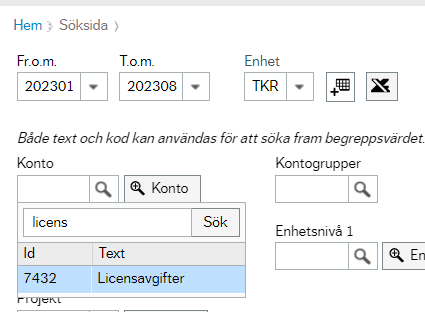 Hem Söksida
Fr.o.m. T.o.m. Enhet
202301 202308 TKR
Både text och kod kan användas för att söka fram begreppsvärdet.
Konto Kontogrupper
Konto
licens Sök
Enhetsnivå 1
Id Text
En
7432 Licensavgifter
Projekt